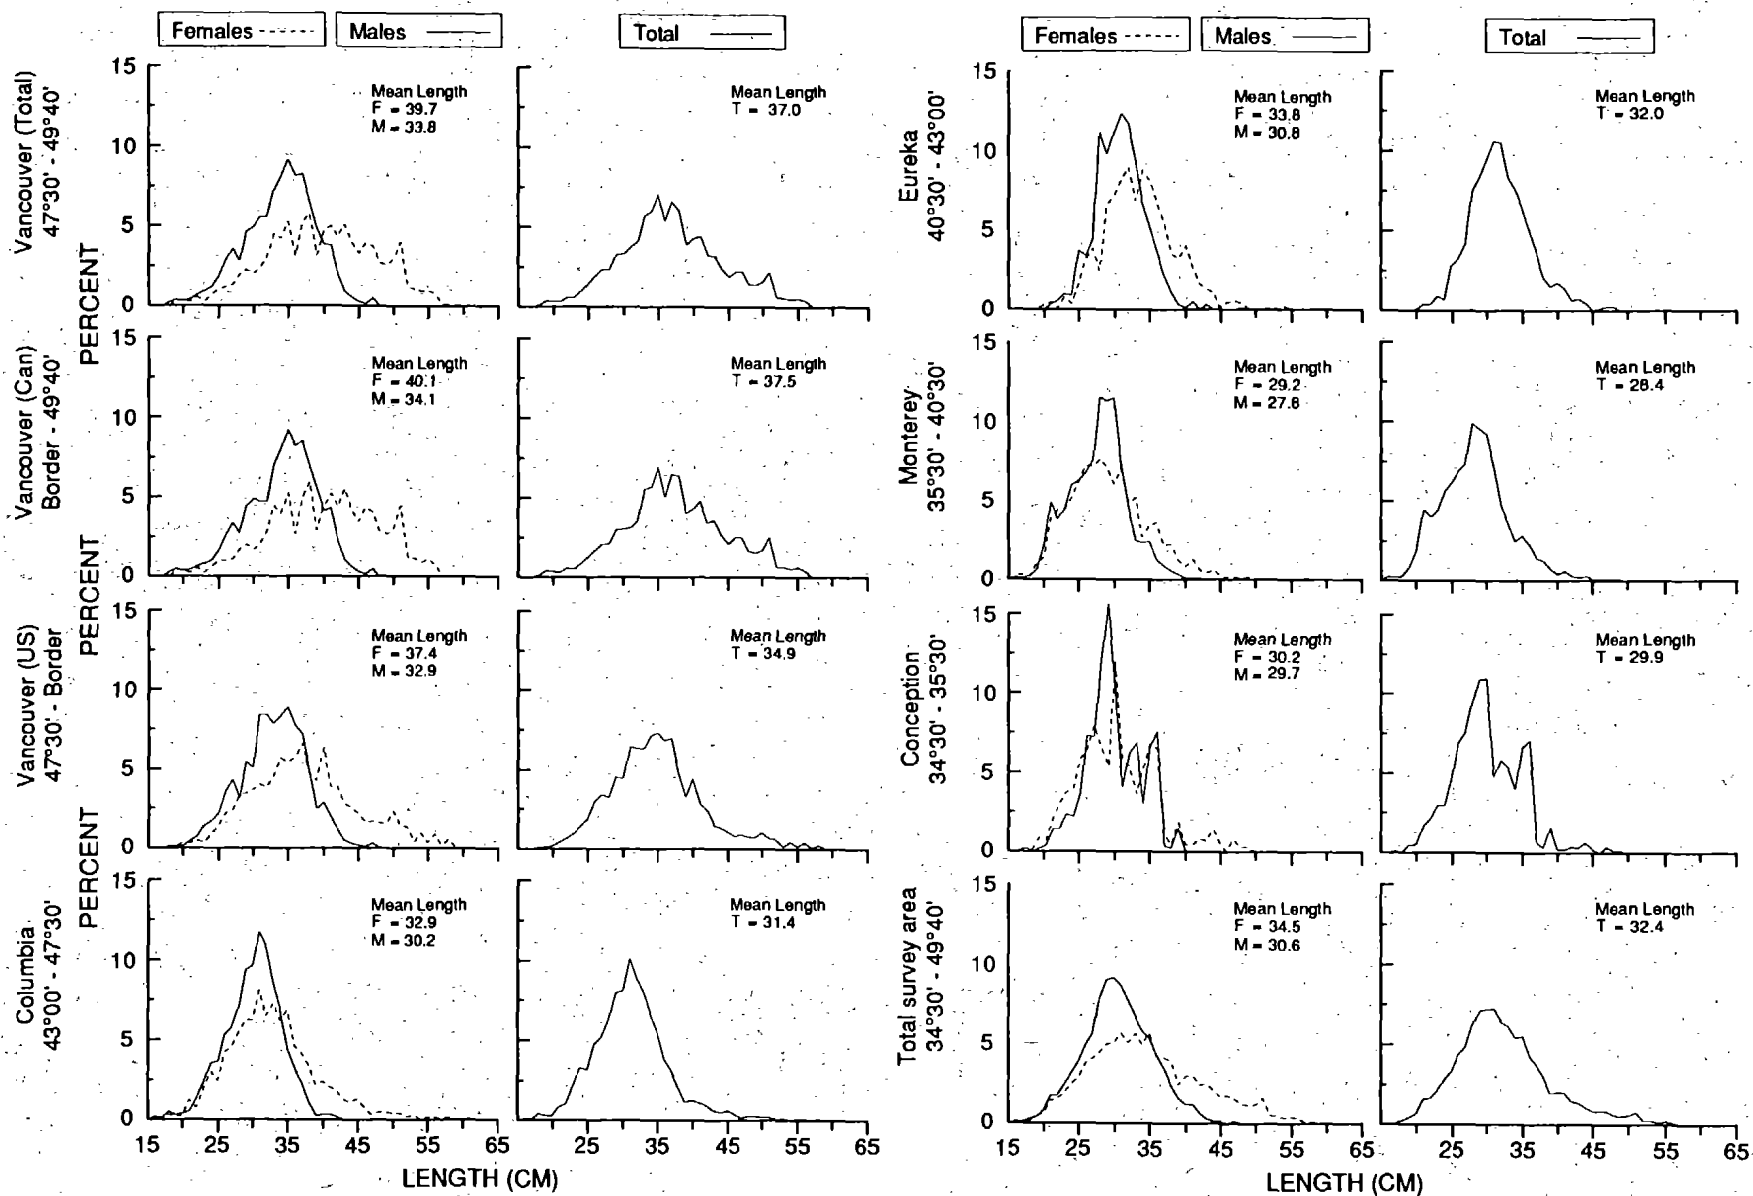 Females Males Total Females Males Total
Vancouver (Total)
47°30' - 49°40'
PERCENT
15
10
5
0
Mean Length
F = 39.7
M = 33.8
Mean Length
T = 37.0
Vancouver (Can)
Border - 49°40'
PERCENT
15
10
5
0
Mean Length
F = 40.1
M = 34.1
Mean Length
T = 37.5
Vancouver (US)
47°30' - Border
PERCENT
15
10
5
0
Mean Length
F = 37.4
M = 32.9
Mean Length
T = 34.9
Columbia
43°00' - 47°30'
PERCENT
15
10
5
0
Mean Length
F = 32.9
M = 30.2
Mean Length
T = 31.4
15 25 35 45 55 65 25 35 45 55 65
LENGTH (CM)
Eureka
40°30' - 43°00'
15
10
5
0
Mean Length
F = 33.8
M = 30.8
Mean Length
T = 32.0
Monterey
35°30' - 40°30'
15
10
5
0
Mean Length
F = 29.2
M = 27.8
Mean Length
T = 28.4
Conception
34°30' - 35°30'
15
10
5
0
Mean Length
F = 30.2
M = 29.7
Mean Length
T = 29.9
Total survey area
34°30' - 49°40'
15
10
5
0
Mean Length
F = 34.5
M = 30.6
Mean Length
T = 32.4
15 25 35 45 55 65 25 35 45 55 65
LENGTH (CM)